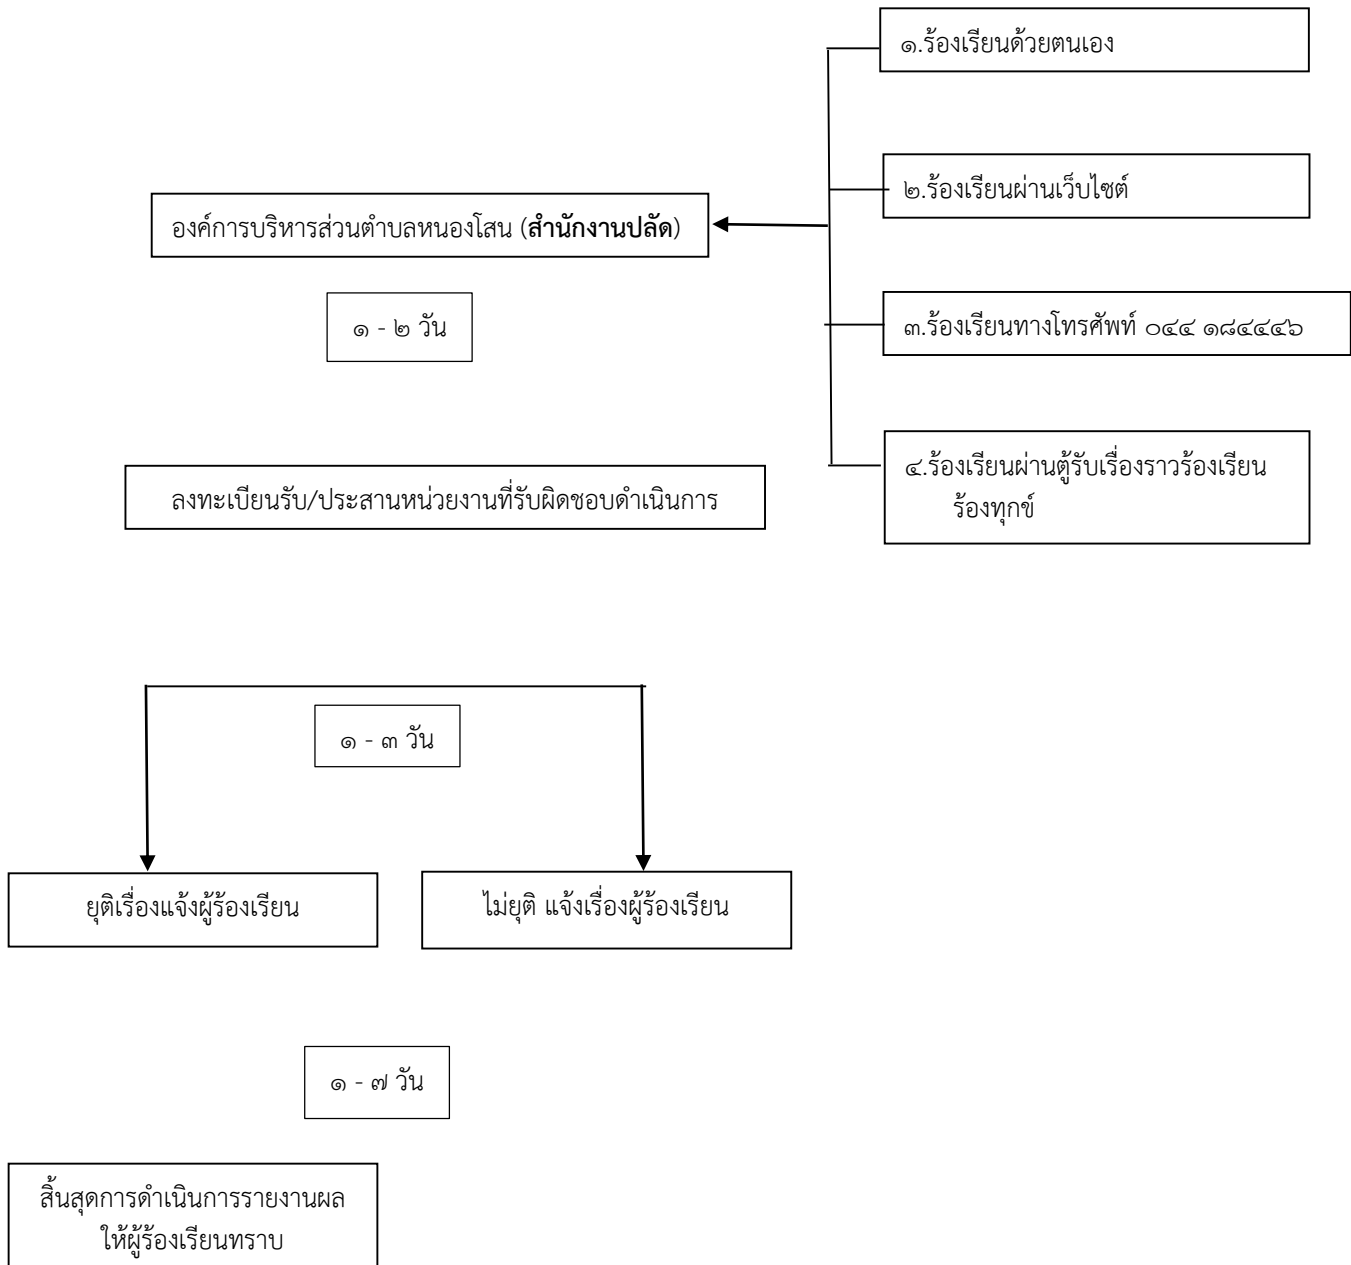 ๑.ร้องเรียนด้วยตนเอง
๒.ร้องเรียนผ่านเว็บไซต์
องค์การบริหารส่วนตำบลหนองโสน (สำนักงานปลัด)
๑ - ๒ วัน
๓.ร้องเรียนทางโทรศัพท์ ๐๔๔ ๑๘๔๔๔๖
๔.ร้องเรียนผ่านตู้รับเรื่องราวร้องเรียน
ร้องทุกข์
ลงทะเบียนรับ/ประสานหน่วยงานที่รับผิดชอบดำเนินการ
๑ - ๓ วัน
ยุติเรื่องแจ้งผู้ร้องเรียน
ไม่ยุติ แจ้งเรื่องผู้ร้องเรียน
๑ - ๗ วัน
สิ้นสุดการดำเนินการรายงานผล
ให้ผู้ร้องเรียนทราบ